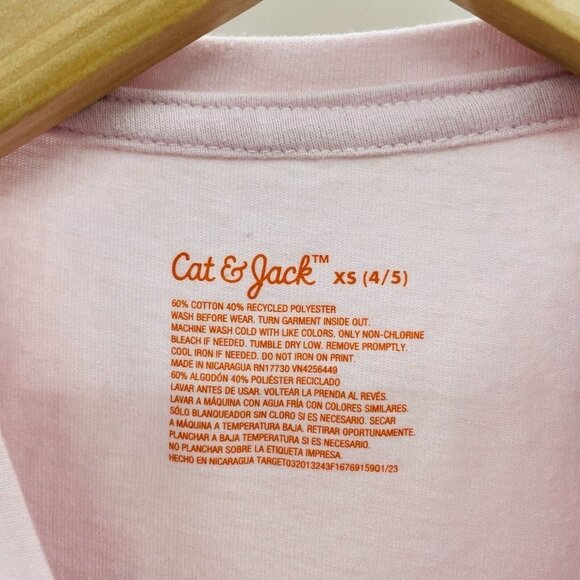 Cat & Jack™ XS (4/5)
60% COTTON 40% RECYCLED POLYESTER
WASH BEFORE WEAR. TURN GARMENT INSIDE OUT.
MACHINE WASH COLD WITH LIKE COLORS. ONLY NON-CHLORINE
BLEACH IF NEEDED. TUMBLE DRY LOW. REMOVE PROMPTLY.
COOL IRON IF NEEDED. DO NOT IRON ON PRINT.
MADE IN NICARAGUA RN17730 VN4256449
60% ALGODÓN 40% POLIÉSTER RECICLADO
LAVAR ANTES DE USAR. VOLTEAR LA PRENDA AL REVÉS.
LAVAR A MÁQUINA CON AGUA FRÍA CON COLORES SIMILARES.
SÓLO BLANQUEADOR SIN CLORO SI ES NECESARIO. SECAR
A MÁQUINA A TEMPERATURA BAJA. RETIRAR OPORTUNAMENTE.
PLANCHAR A BAJA TEMPERATURA SI ES NECESARIO.
NO PLANCHAR SOBRE LA ETIQUETA IMPRESA.
HECHO EN NICARAGUA TARGET032013243F16769159Q1/23